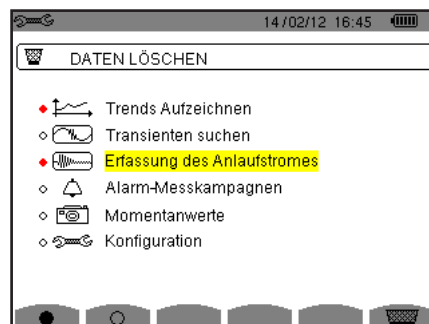 14/02/12 16:45
DATEN LÖSCHEN
Trends Aufzeichnen
Transienten suchen
Erfassung des Anlaufstromes
Alarm-Messkampagnen
Momentanwerte
Konfiguration